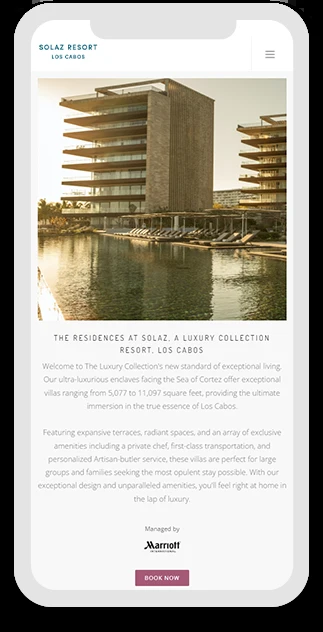 SOLAZ RESORT
LOS CABOS
THE RESIDENCES AT SOLAZ, A LUXURY COLLECTION
RESORT, LOS CABOS
Welcome to The Luxury Collection's new standard of exceptional living.
Our ultra-luxurious enclaves facing the Sea of Cortez offer exceptional
villas ranging from 5,077 to 11,097 square feet, providing the ultimate
immersion in the true essence of Los Cabos.
Featuring expansive terraces, radiant spaces, and an array of exclusive
amenities including a private chef, first-class transportation, and
personalized Artisan-butler service, these villas are perfect for large
groups and families seeking the most opulent stay possible. With our
exceptional design and unparalleled amenities, you'll feel right at home in
the lap of luxury.
Managed by
Marriott
INTERNATIONAL
BOOK NOW